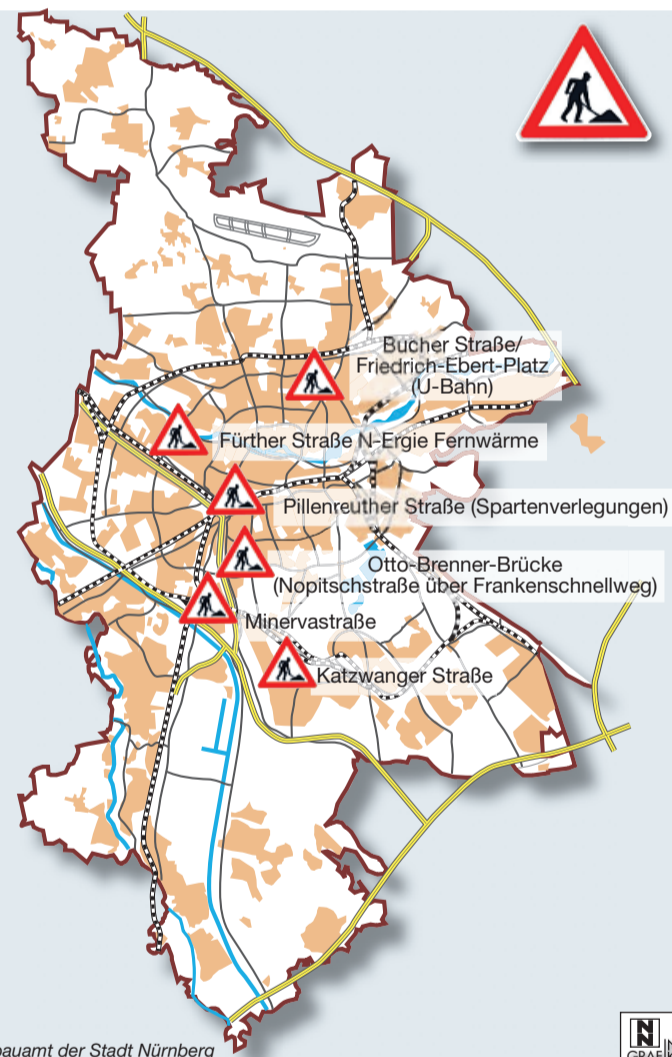 Bucher Straße/
Friedrich-Ebert-Platz
(U-Bahn)
Fürther Straße N-Ergie Fernwärme
Pillenreuther Straße (Spartenverlegungen)
Otto-Brenner-Brücke
(Nopitschstraße über Frankenschnellweg)
Minervastraße
Katzwanger Straße
der Stadt Nürnberg
N
N